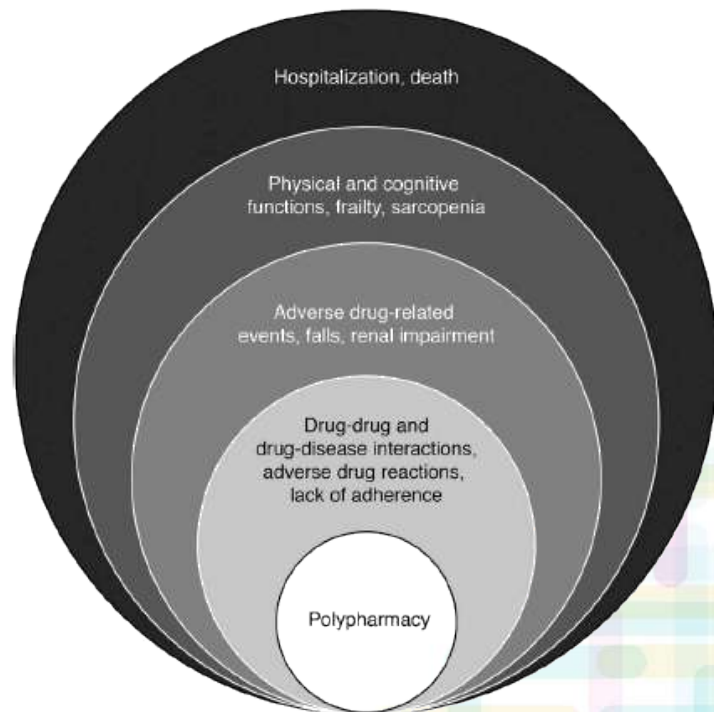 Hospitalization, death
Physical and cognitive
functions, frailty, sarcopenia
Adverse drug-related
events, falls, renal impairment
Drug-drug and
drug-disease interactions,
adverse drug reactions,
lack of adherence
Polypharmacy